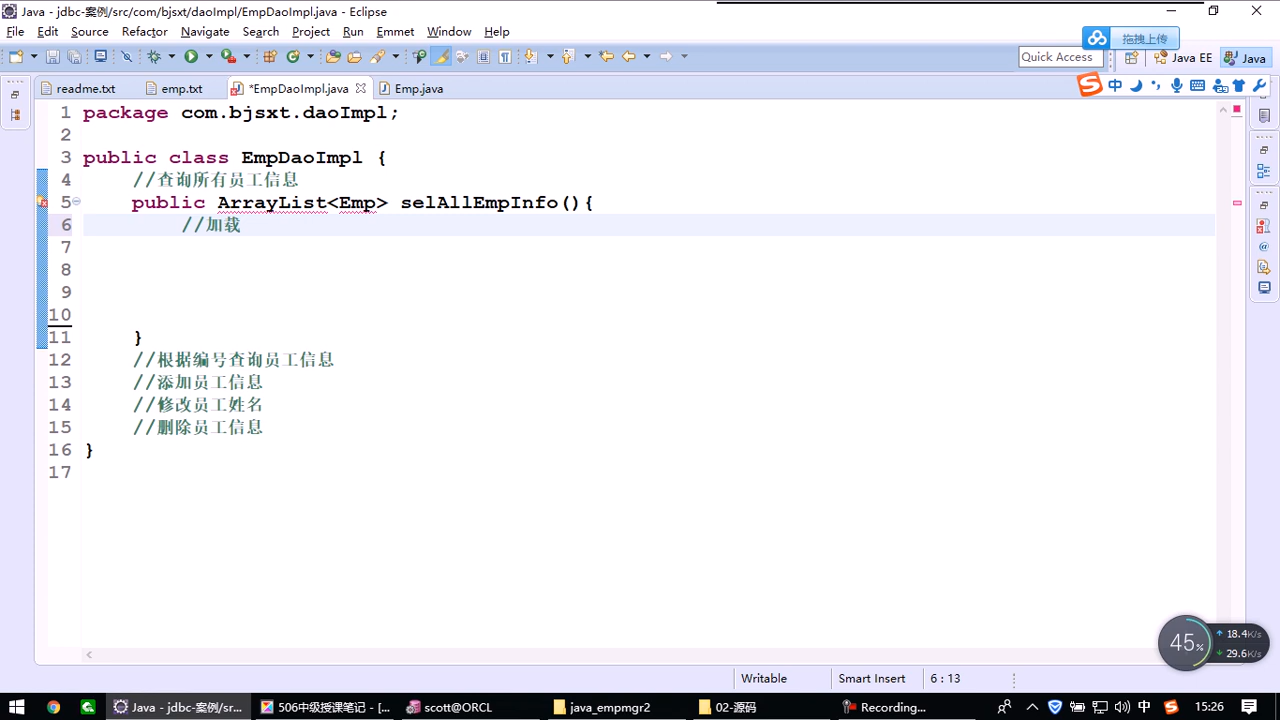 Java - jdbc-案例/src/com/bjsxt/daoImpl/EmpDaoImpl.java - Eclipse
File Edit Source Refactor Navigate Search Project Run Emmet Window Help
拖拽上传
Quick Access
Java EE
Java
readme.txt
emp.txt
*EmpDaoImpl.java
Emp.java
中
1 package com.bjsxt.daoImpl;
2
3 public class EmpDaoImpl {
4 //查询所有员工信息
5 public ArrayList<Emp> selAllEmpInfo(){
6 //加载
7
8
9
10
11 }
12 //根据编号查询员工信息
13 //添加员工信息
14 //修改员工姓名
15 //删除员工信息
16 }
17
45%
18.4K/s
29.6K/s
Writable
Smart Insert
6 : 13
Java - jdbc-案例/sr...
506中级授课笔记 - [...
scott@ORCL
java_empmgr2
02-源码
Recording...
中
15:26